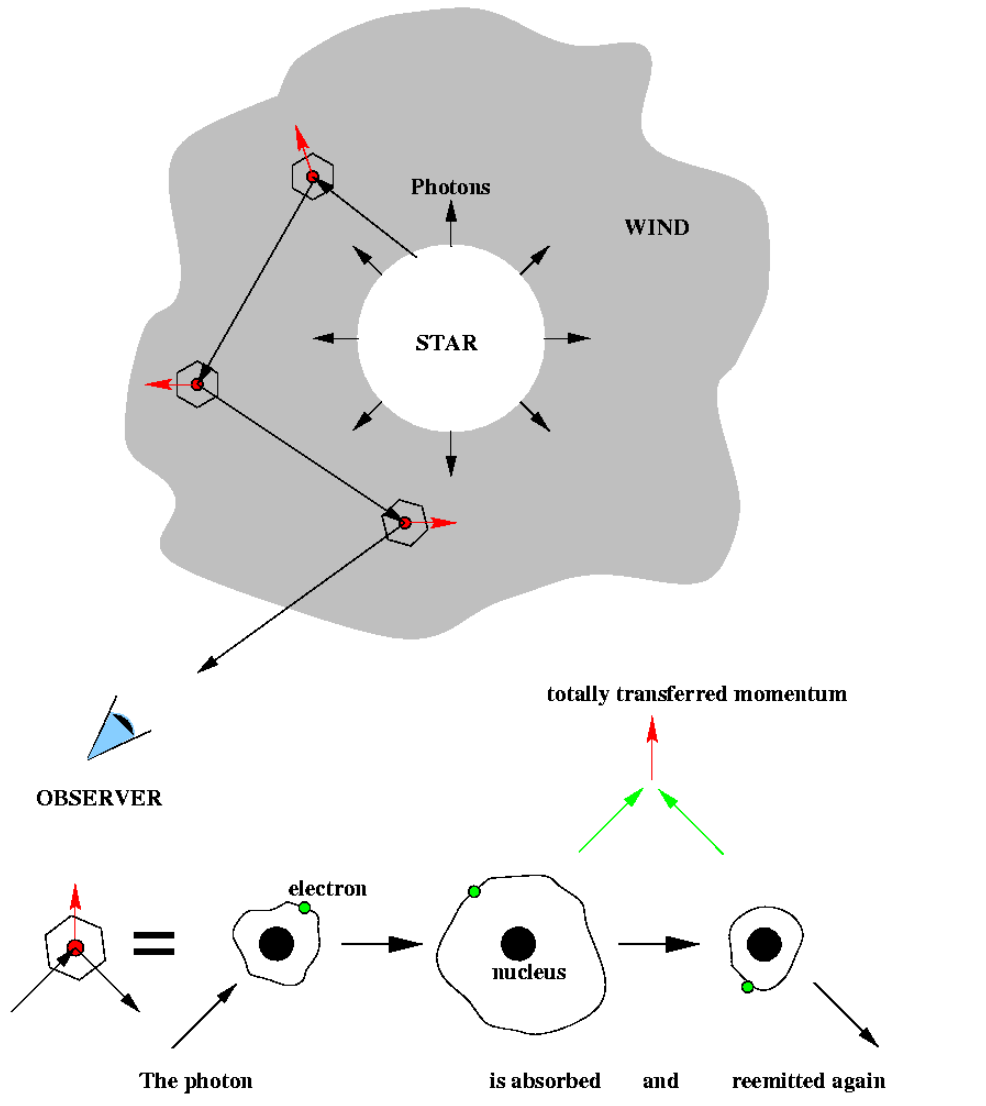 Photons
WIND
STAR
totally transferred momentum
OBSERVER
electron
=
nucleus
The photon is absorbed and reemitted again